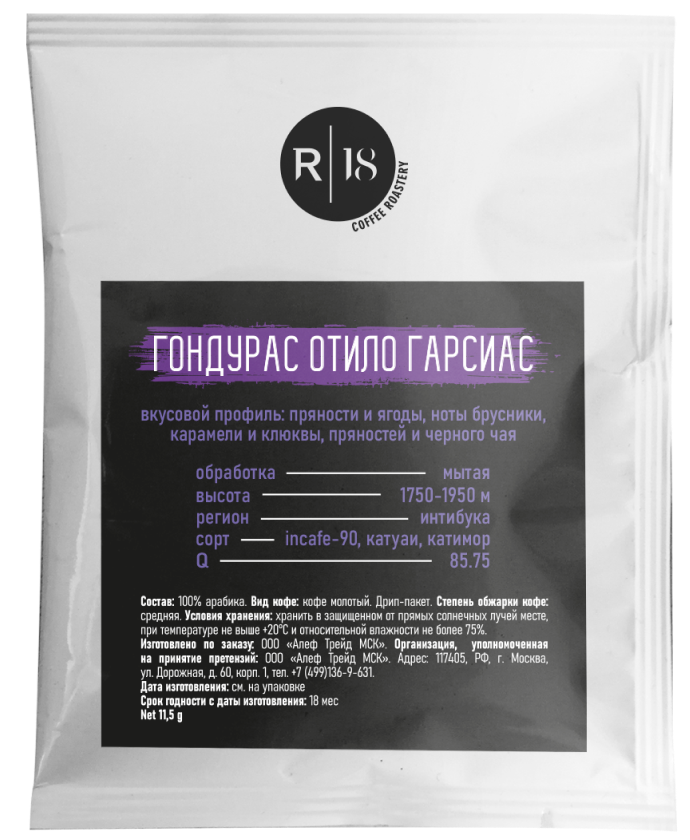 R|18
COFFEE ROASTERY
ГОНДУРАС ОТИЛО ГАРСИАС
вкусовой профиль: пряности и ягоды, ноты брусники,
карамели и клюквы, пряностей и черного чая
обработка мытая
высота 1750-1950 м
регион интибука
сорт incafe-90, катуаи, катимор
Q 85.75
Состав: 100% арабика. Вид кофе: кофе молотый. Дрип-пакет. Степень обжарки кофе:
средняя. Условия хранения: хранить в защищенном от прямых солнечных лучей месте,
при температуре не выше +20°С и относительной влажности не более 75%.
Изготовлено по заказу: ООО «Алеф Трейд МСК». Организация, уполномоченная
на принятие претензий: ООО «Алеф Трейд МСК». Адрес: 117405, РФ, г. Москва,
ул. Дорожная, д. 60, корп. 1, тел. +7 (499)136-9-631.
Дата изготовления: см. на упаковке
Срок годности с даты изготовления: 18 мес
Net 11,5 g